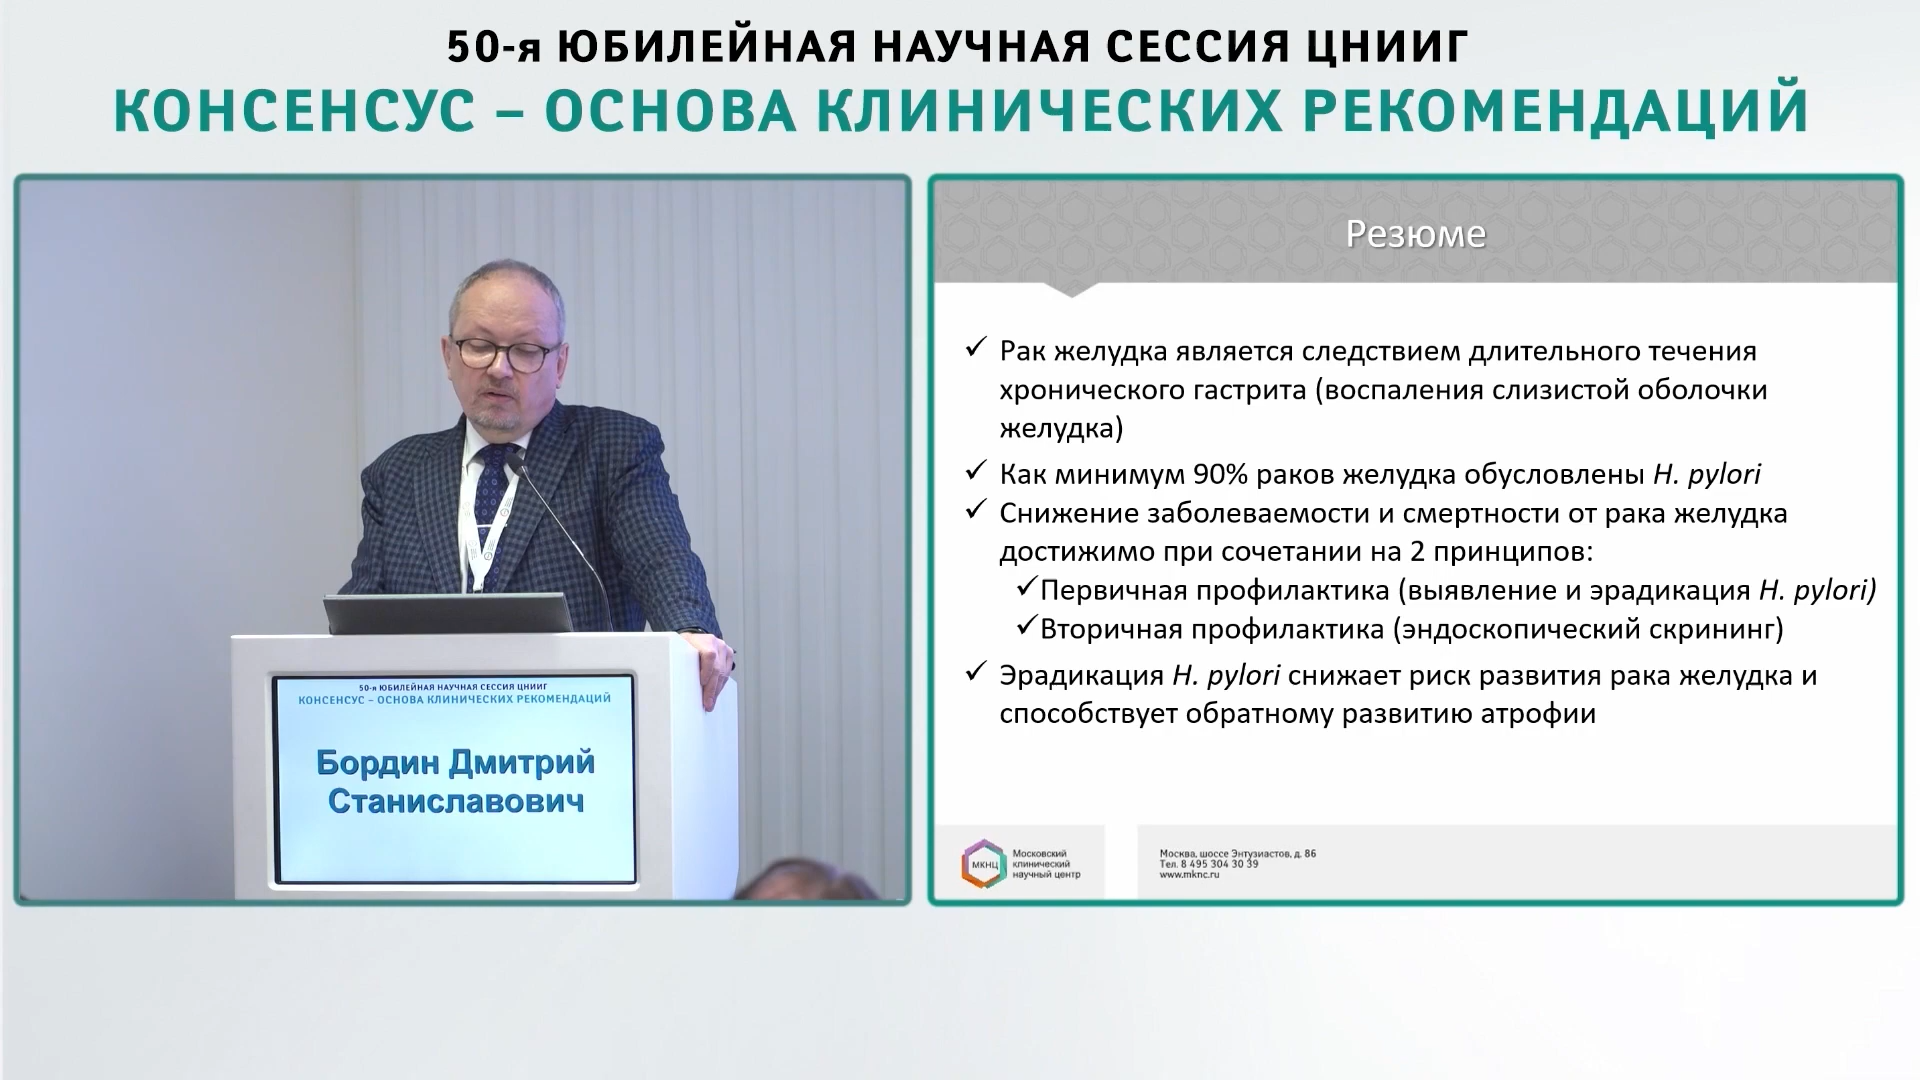 50-я ЮБИЛЕЙНАЯ НАУЧНАЯ СЕССИЯ ЦНИИГ
КОНСЕНСУС – ОСНОВА КЛИНИЧЕСКИХ РЕКОМЕНДАЦИЙ
50-я ЮБИЛЕЙНАЯ НАУЧНАЯ СЕССИЯ ЦНИИГ
КОНСЕНСУС – ОСНОВА КЛИНИЧЕСКИХ РЕКОМЕНДАЦИЙ
Бордин Дмитрий
Станиславович
Резюме
✓ Рак желудка является следствием длительного течения
хронического гастрита (воспаления слизистой оболочки
желудка)
✓ Как минимум 90% раков желудка обусловлены H. pylori
✓ Снижение заболеваемости и смертности от рака желудка
достижимо при сочетании на 2 принципов:
✓Первичная профилактика (выявление и эрадикация H. pylori)
✓Вторичная профилактика (эндоскопический скрининг)
✓ Эрадикация H. pylori снижает риск развития рака желудка и
способствует обратному развитию атрофии
МКНЦ
Московский
клинический
научный центр
Москва, шоссе Энтузиастов, д. 86
Тел. 8 495 304 30 39
www.mknc.ru